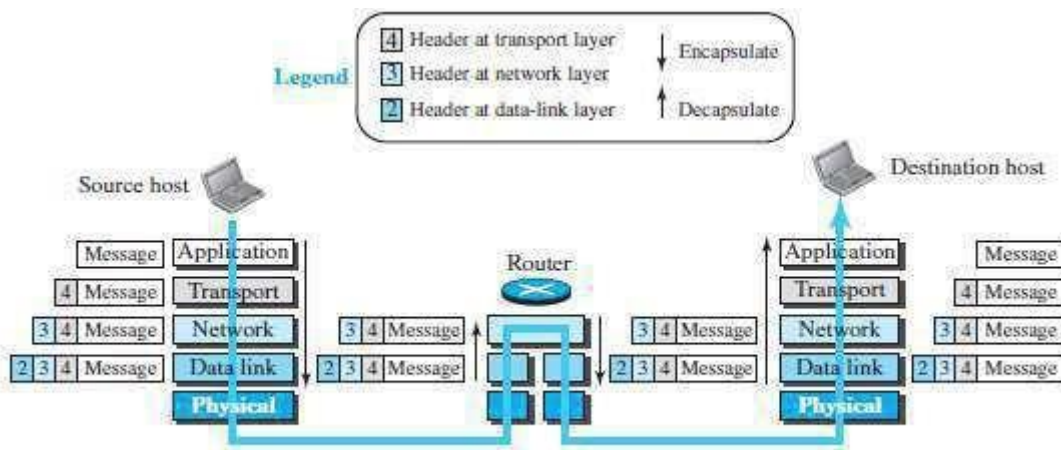 Legend
4 Header at transport layer
3 Header at network layer
2 Header at data-link layer
Encapsulate
Decapsulate
Source host
Destination host
Router
Message Application
4 Message Transport
3 4 Message Network
2 3 4 Message Data link
Physical
3 4 Message
2 3 4 Message
3 4 Message
2 3 4 Message
Application Message
Transport 4 Message
Network 3 4 Message
Data link 2 3 4 Message
Physical